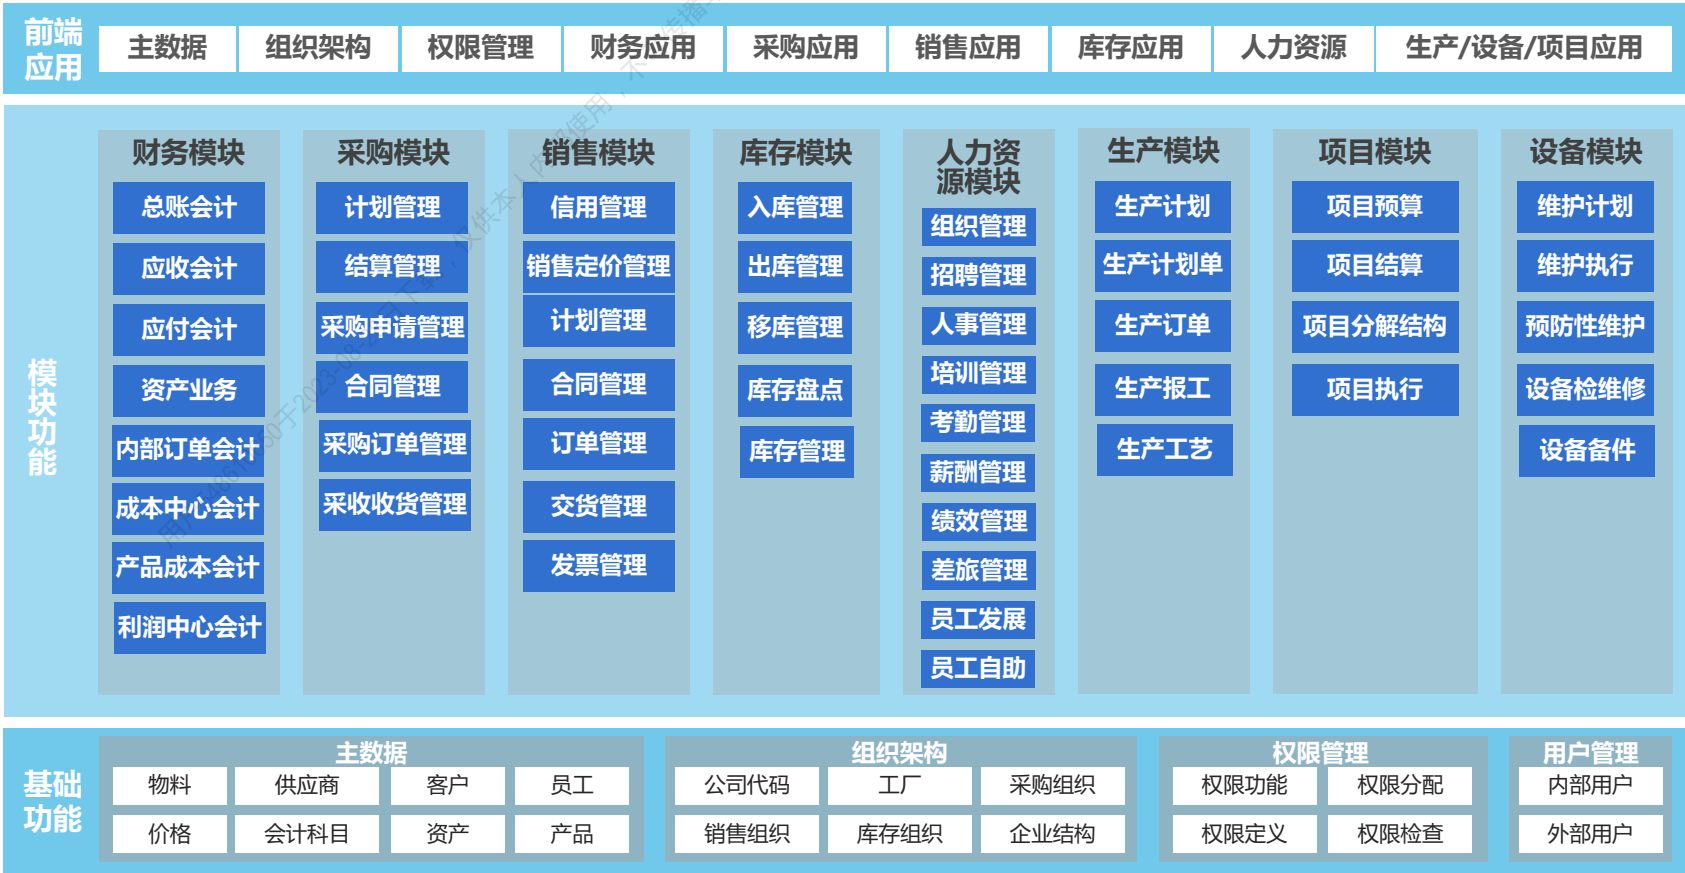 前端
应用
主数据
组织架构
权限管理
财务应用
采购应用
销售应用
库存应用
人力资源
生产/设备/项目应用
模块功能
财务模块
总账会计
应收会计
应付会计
资产业务
内部订单会计
成本中心会计
产品成本会计
利润中心会计
采购模块
计划管理
结算管理
采购申请管理
合同管理
采购订单管理
采收收货管理
销售模块
信用管理
销售定价管理
计划管理
合同管理
订单管理
交货管理
发票管理
库存模块
入库管理
出库管理
移库管理
库存盘点
库存管理
人力资
源模块
组织管理
招聘管理
人事管理
培训管理
考勤管理
薪酬管理
绩效管理
差旅管理
员工发展
员工自助
生产模块
生产计划
生产计划单
生产订单
生产报工
生产工艺
项目模块
项目预算
项目结算
项目分解结构
项目执行
设备模块
维护计划
维护执行
预防性维护
设备检维修
设备备件
基础
功能
主数据
物料
供应商
客户
员工
价格
会计科目
资产
产品
组织架构
公司代码
工厂
采购组织
销售组织
库存组织
企业结构
权限管理
权限功能
权限分配
权限定义
权限检查
用户管理
内部用户
外部用户